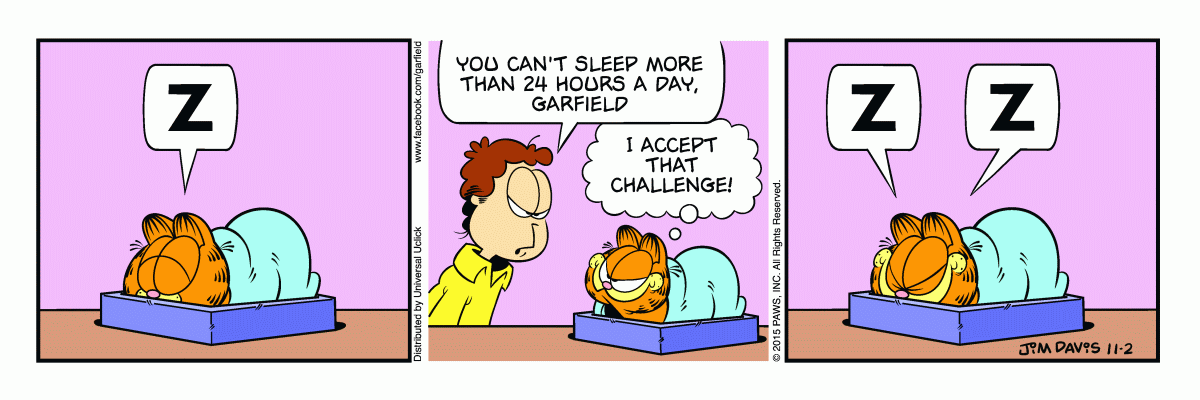 Z
www.facebook.com/garfield
Distributed by Universal Uclick
YOU CAN'T SLEEP MORE
THAN 24 HOURS A DAY,
GARFIELD
I ACCEPT
THAT
CHALLENGE!
© 2015 PAWS, INC. All Rights Reserved.
Z
Z
JIM DAVIS 11-2